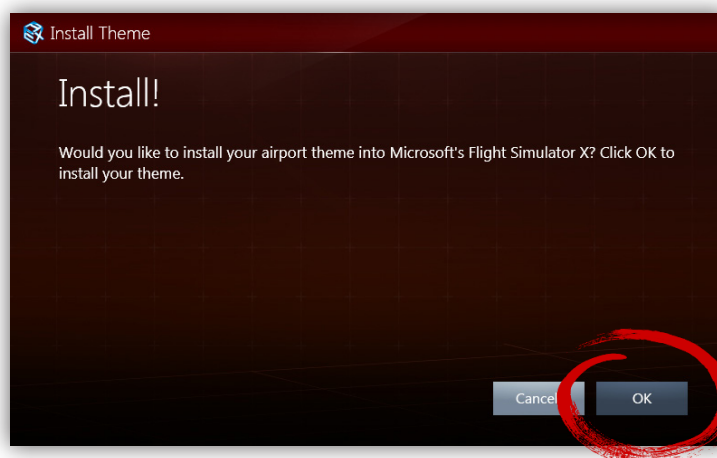 Install Theme
Install!
Would you like to install your airport theme into Microsoft's Flight Simulator X? Click OK to
install your theme.
Cancel OK